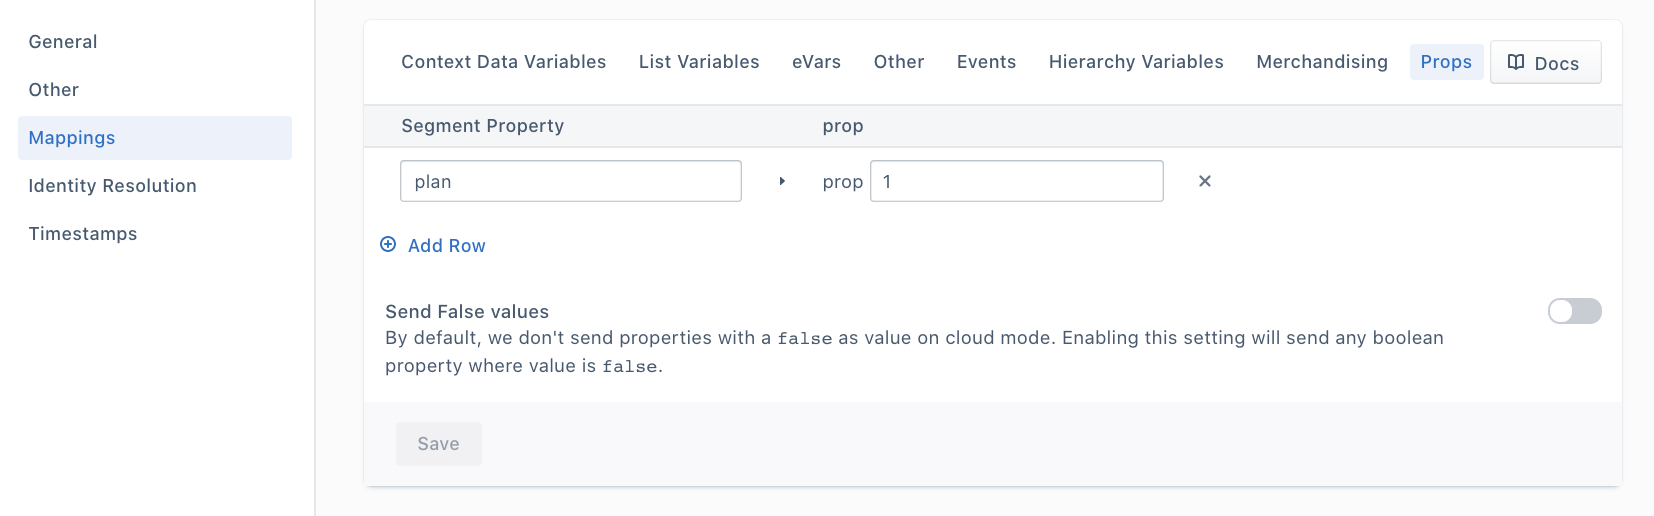 General
Other
Mappings
Identity Resolution
Timestamps
Context Data Variables List Variables eVars Other Events Hierarchy Variables Merchandising Props Docs
Segment Property prop
plan prop 1
Add Row
Send False values
By default, we don't send properties with a false as value on cloud mode. Enabling this setting will send any boolean
property where value is false.
Save